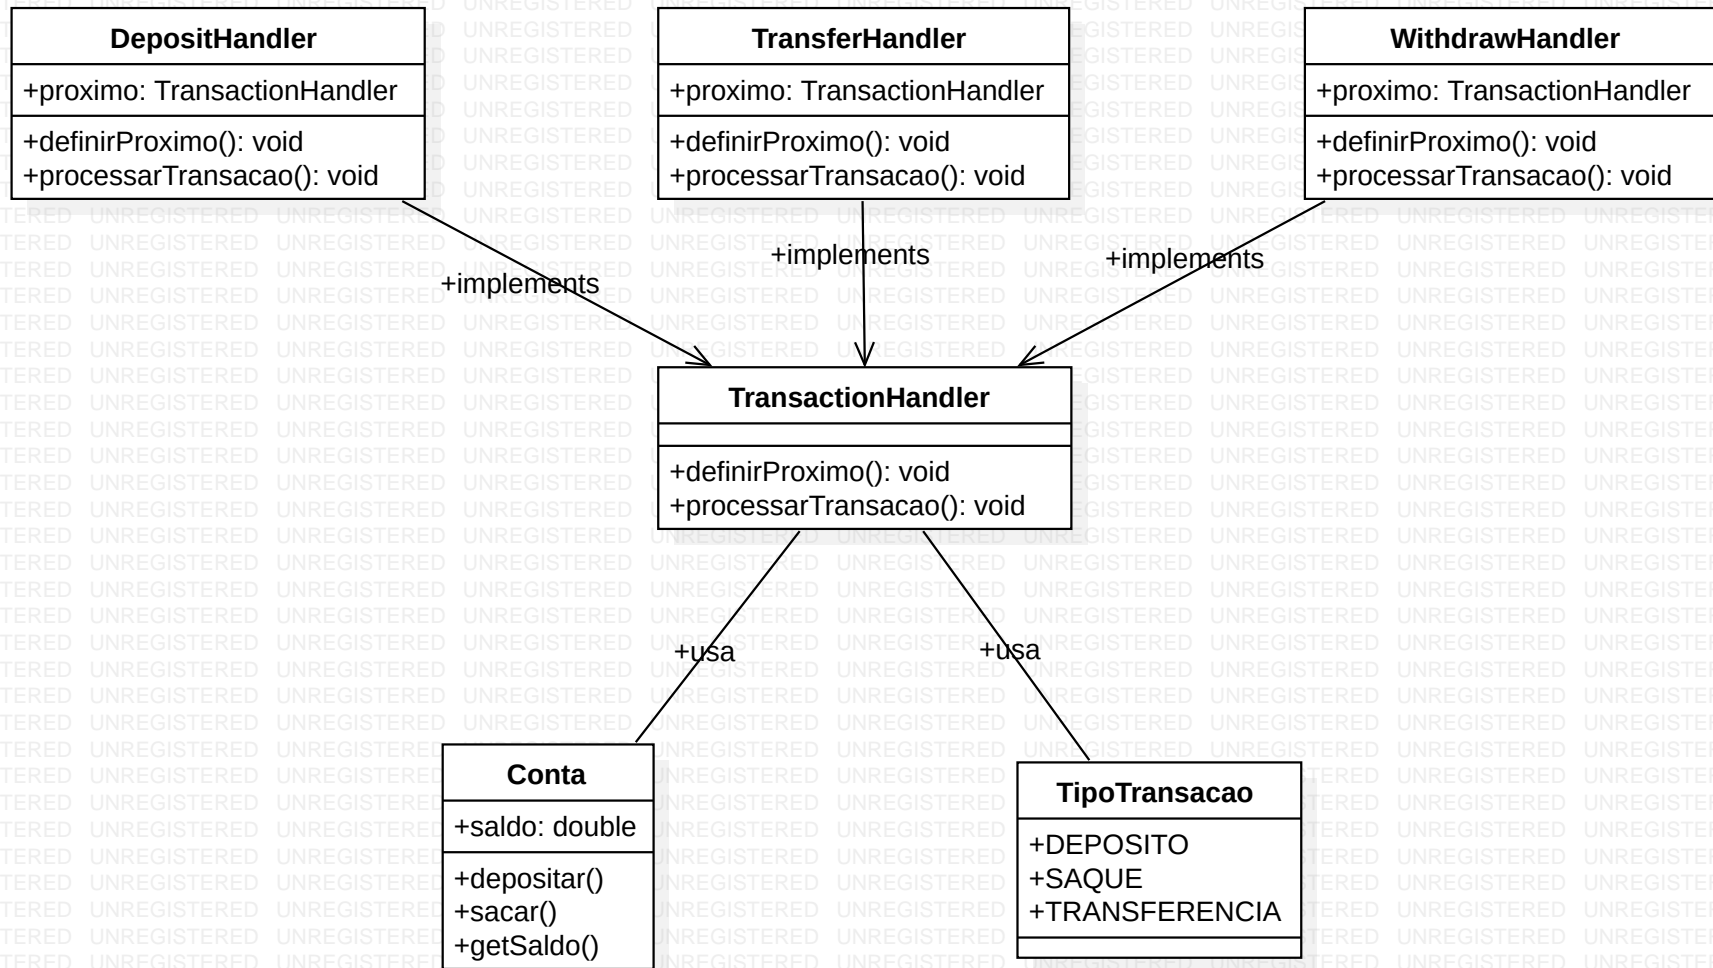 DepositHandler
+proximo: TransactionHandler
+definirProximo(): void
+processarTransacao(): void
TransferHandler
+proximo: TransactionHandler
+definirProximo(): void
+processarTransacao(): void
WithdrawHandler
+proximo: TransactionHandler
+definirProximo(): void
+processarTransacao(): void
+implements
+implements
+implements
TransactionHandler
+definirProximo(): void
+processarTransacao(): void
+usa
+usa
Conta
+saldo: double
+depositar()
+sacar()
+getSaldo()
TipoTransacao
+DEPOSITO
+SAQUE
+TRANSFERENCIA
UNREGISTERED